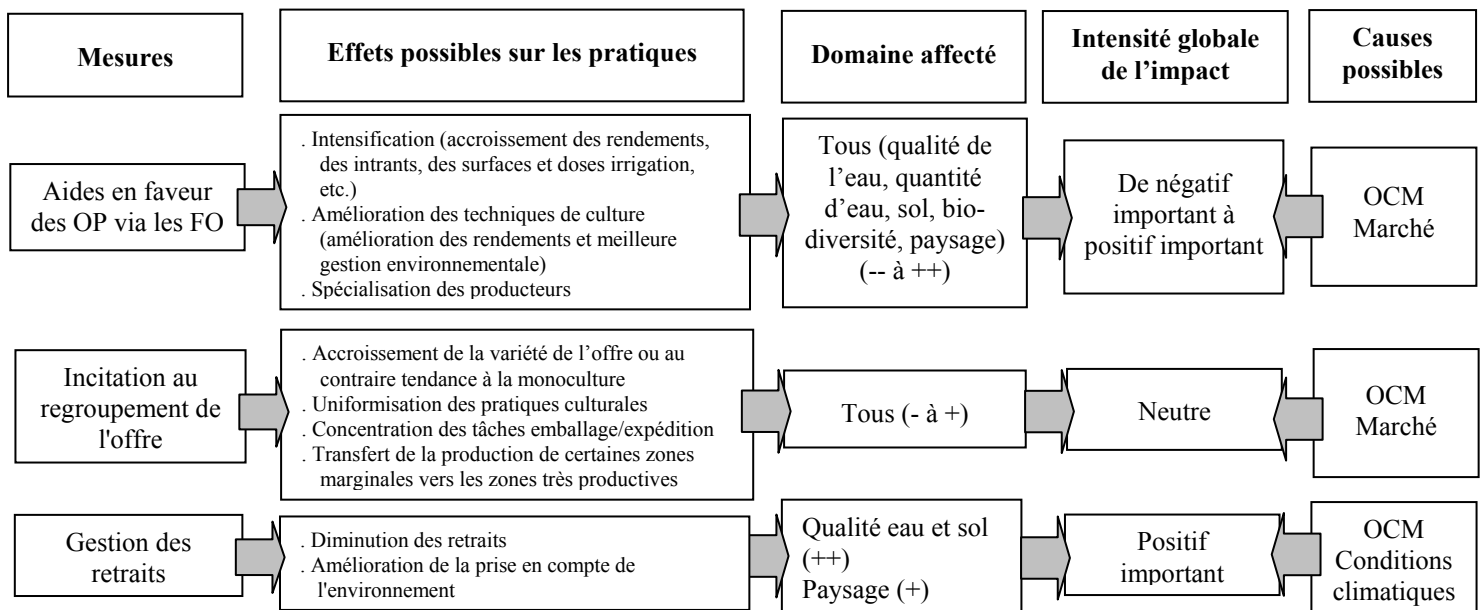 Mesures
Effets possibles sur les pratiques
Domaine affecté
Intensité globale
de l'impact
Causes
possibles
Aides en faveur
des OP via les FO
. Intensification (accroissement des rendements,
des intrants, des surfaces et doses irrigation,
etc.)
. Amélioration des techniques de culture
(amélioration des rendements et meilleure
gestion environnementale)
. Spécialisation des producteurs
Tous (qualité de
l'eau, quantité
d'eau, sol, bio-
diversité, paysage)
(-- à ++)
De négatif
important à
positif important
OCM
Marché
Incitation au
regroupement de
l'offre
. Accroissement de la variété de l'offre ou au
contraire tendance à la monoculture
. Uniformisation des pratiques culturales
. Concentration des tâches emballage/expédition
. Transfert de la production de certaines zones
marginales vers les zones très productives
Tous (- à +)
Neutre
OCM
Marché
Gestion des
retraits
. Diminution des retraits
. Amélioration de la prise en compte de
l'environnement
Qualité eau et sol
(++)
Paysage (+)
Positif
important
OCM
Conditions
climatiques